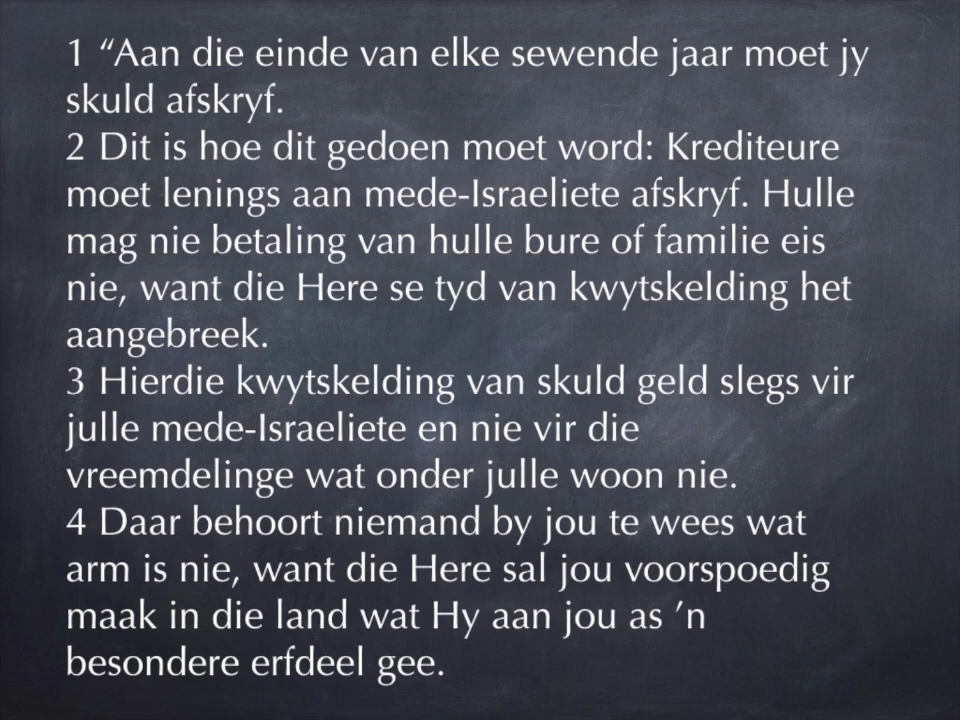 1 “Aan die einde van elke sewende jaar moet jy
skuld afskryf.
2 Dit is hoe dit gedoen moet word: Krediteure
moet lenings aan mede-Israeliete afskryf. Hulle
mag nie betaling van hulle bure of familie eis
nie, want die Here se tyd van kwytskelding het
aangebreek.
3 Hierdie kwytskelding van skuld geld slegs vir
julle mede-Israeliete en nie vir die
vreemdelinge wat onder julle woon nie.
4 Daar behoort niemand by jou te wees wat
arm is nie, want die Here sal jou voorspoedig
maak in die land wat Hy aan jou as ’n
besondere erfdeel gee.